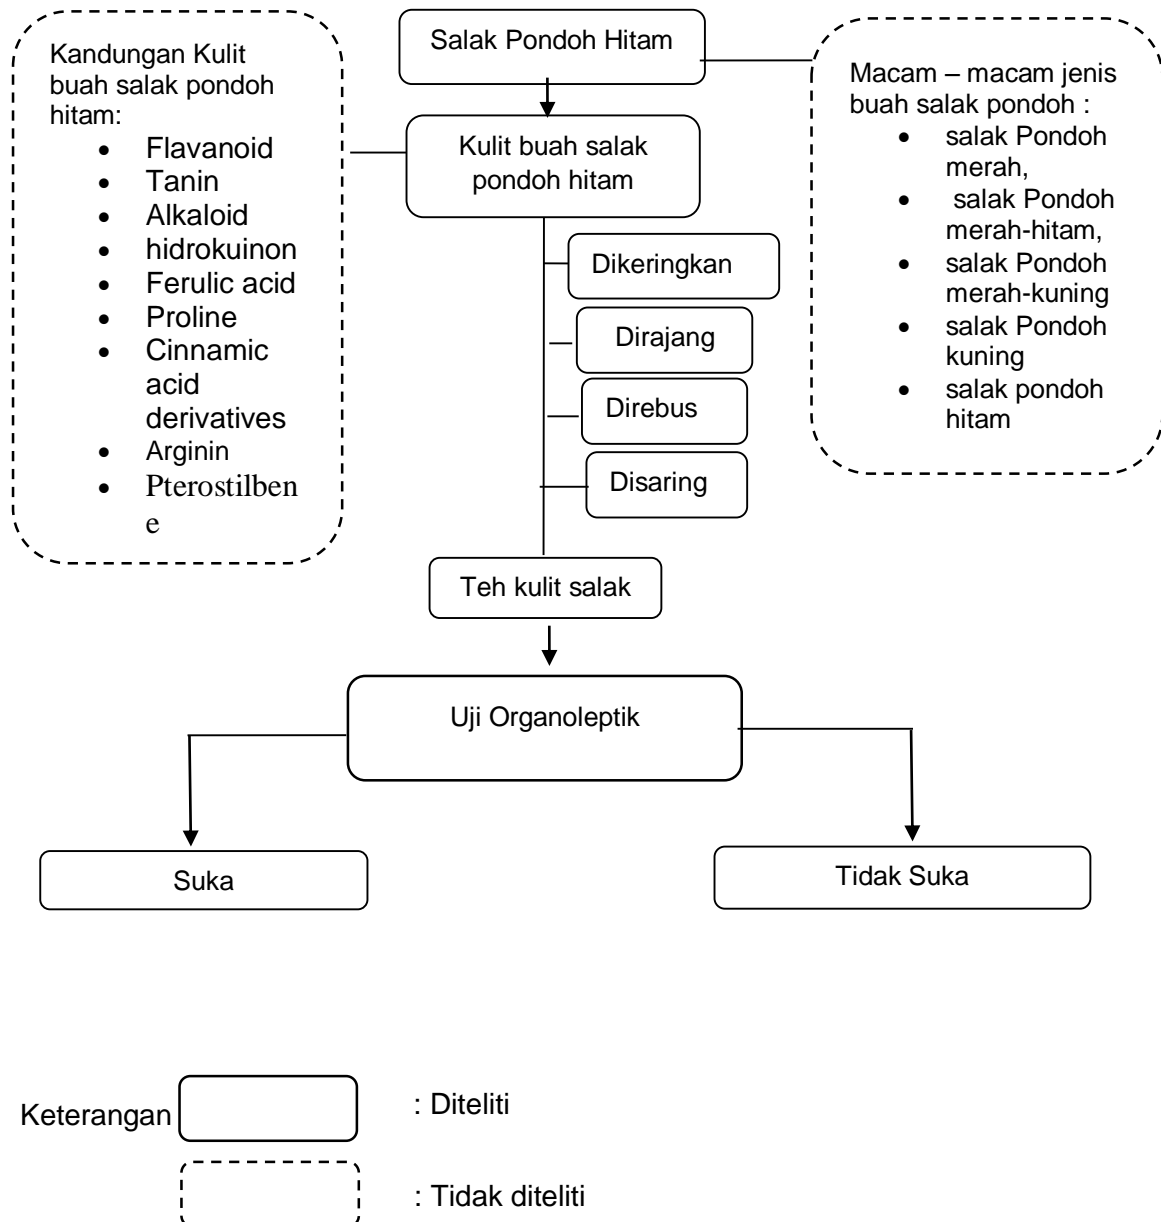 Salak Pondoh Hitam
Kandungan Kulit
buah salak pondoh
hitam:
• Flavanoid
• Tanin
• Alkaloid
• hidrokuinon
• Ferulic acid
• Proline
• Cinnamic
acid
derivatives
• Arginin
• Pterostilben
e
Macam – macam jenis
buah salak pondoh :
• salak Pondoh
merah,
• salak Pondoh
merah-hitam,
• salak Pondoh
merah-kuning
• salak Pondoh
kuning
• salak pondoh
hitam
Kulit buah salak
pondoh hitam
Dikeringkan
Dirajang
Direbus
Disaring
Teh kulit salak
Uji Organoleptik
Suka
Tidak Suka
Keterangan
: Diteliti
: Tidak diteliti